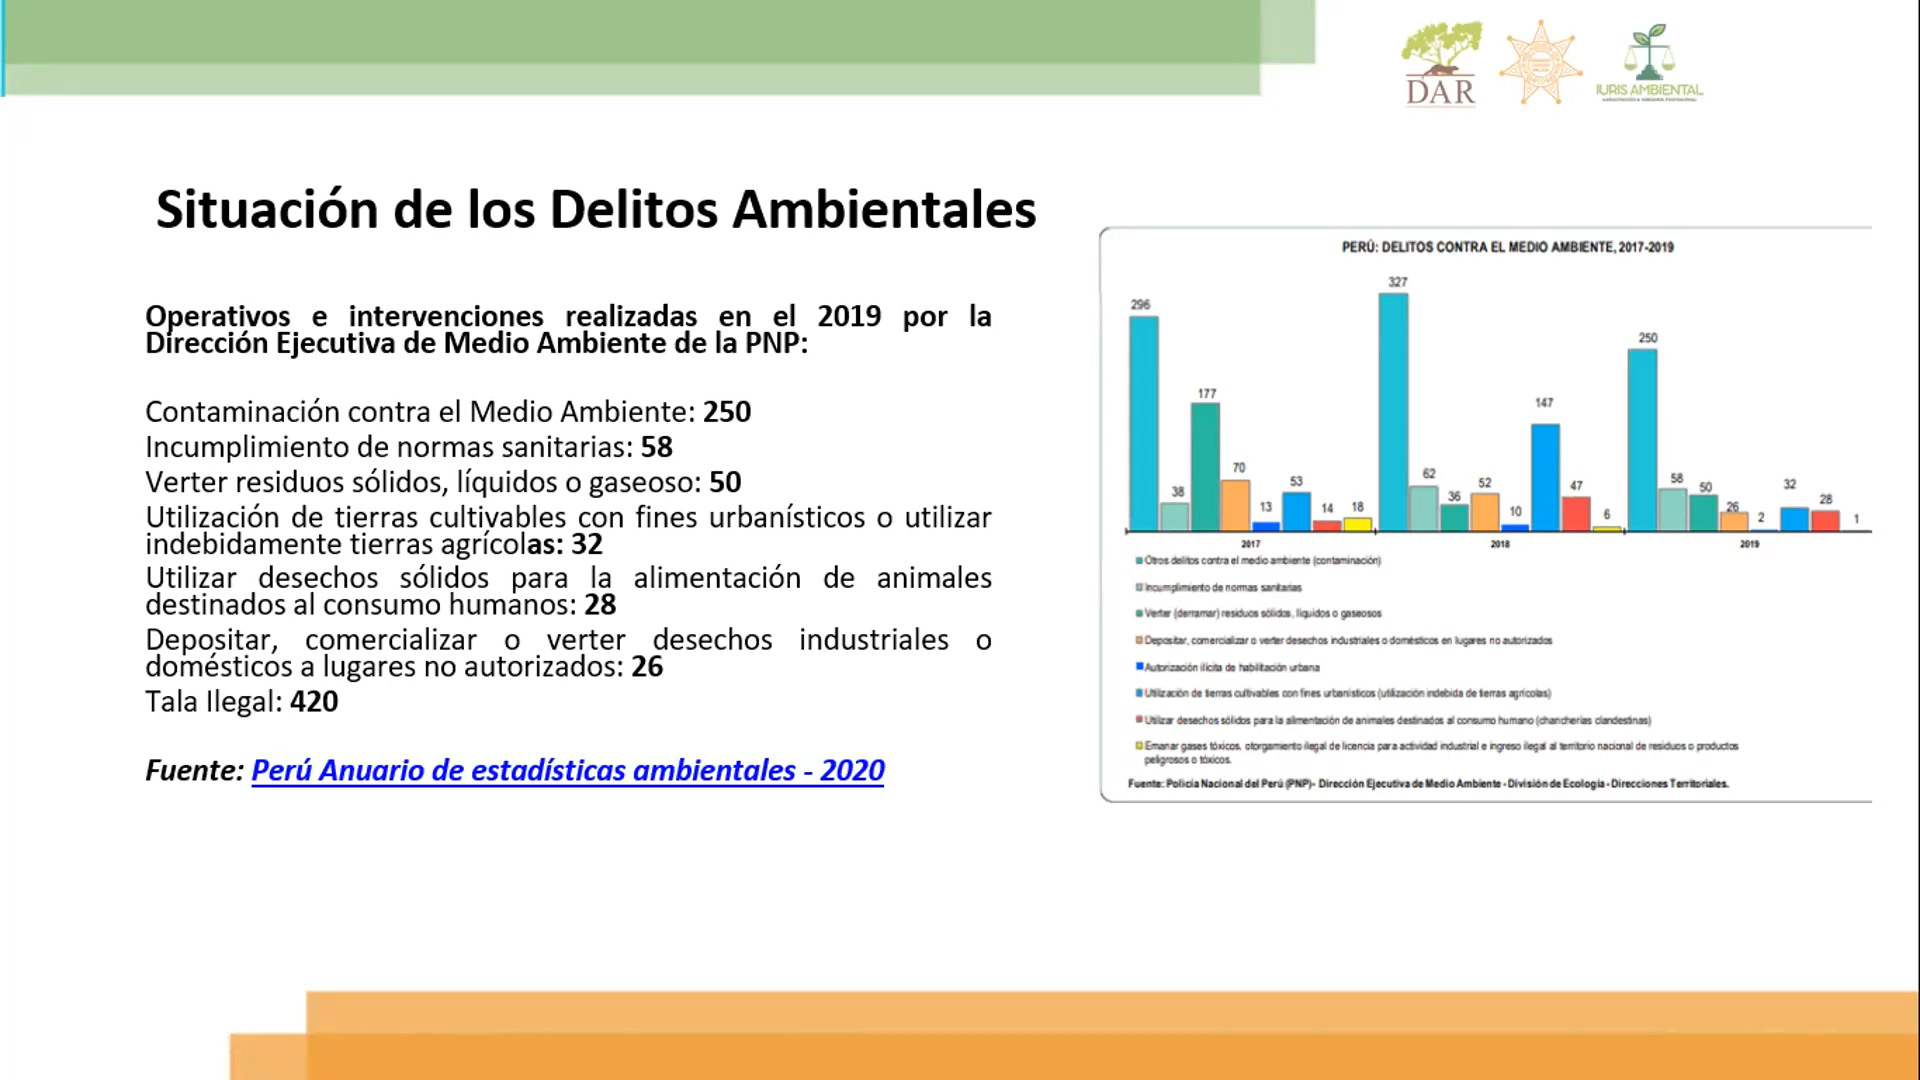 DAR
IURIS AMBIENTAL
Situación de los Delitos Ambientales
Operativos e intervenciones realizadas en el 2019 por la
Dirección Ejecutiva de Medio Ambiente de la PNP:
Contaminación contra el Medio Ambiente: 250
Incumplimiento de normas sanitarias: 58
Verter residuos sólidos, líquidos o gaseoso: 50
Utilización de tierras cultivables con fines urbanísticos o utilizar
indebidamente tierras agrícolas: 32
Utilizar desechos sólidos para la alimentación de animales
destinados al consumo humanos: 28
Depositar, comercializar o verter desechos industriales o
domésticos a lugares no autorizados: 26
Tala Ilegal: 420
Fuente: Perú Anuario de estadísticas ambientales - 2020
PERÚ: DELITOS CONTRA EL MEDIO AMBIENTE, 2017-2019
296 38 177 70 13 53 14 18
327 62 36 52 10 147 47 6
250 58 50 26 2 32 28 1
2017 2018 2019
Otros delitos contra el medio ambiente (contaminación)
Incumplimiento de normas sanitarias
Verter (derramar) residuos sólidos, líquidos o gaseosos
Depositar, comercializar o verter desechos industriales o domésticos en lugares no autorizados
Autorización ilícita de habilitación urbana
Utilización de tierras cultivables con fines urbanísticos (utilización indebida de tierras agrícolas)
Utilizar desechos sólidos para la alimentación de animales destinados al consumo humano (chancherías clandestinas)
Emanar gases tóxicos, otorgamiento ilegal de licencia para actividad industrial e ingreso ilegal al territorio nacional de residuos o productos
peligrosos o tóxicos.
Fuente: Policía Nacional del Perú (PNP)- Dirección Ejecutiva de Medio Ambiente - División de Ecología - Direcciones Territoriales.